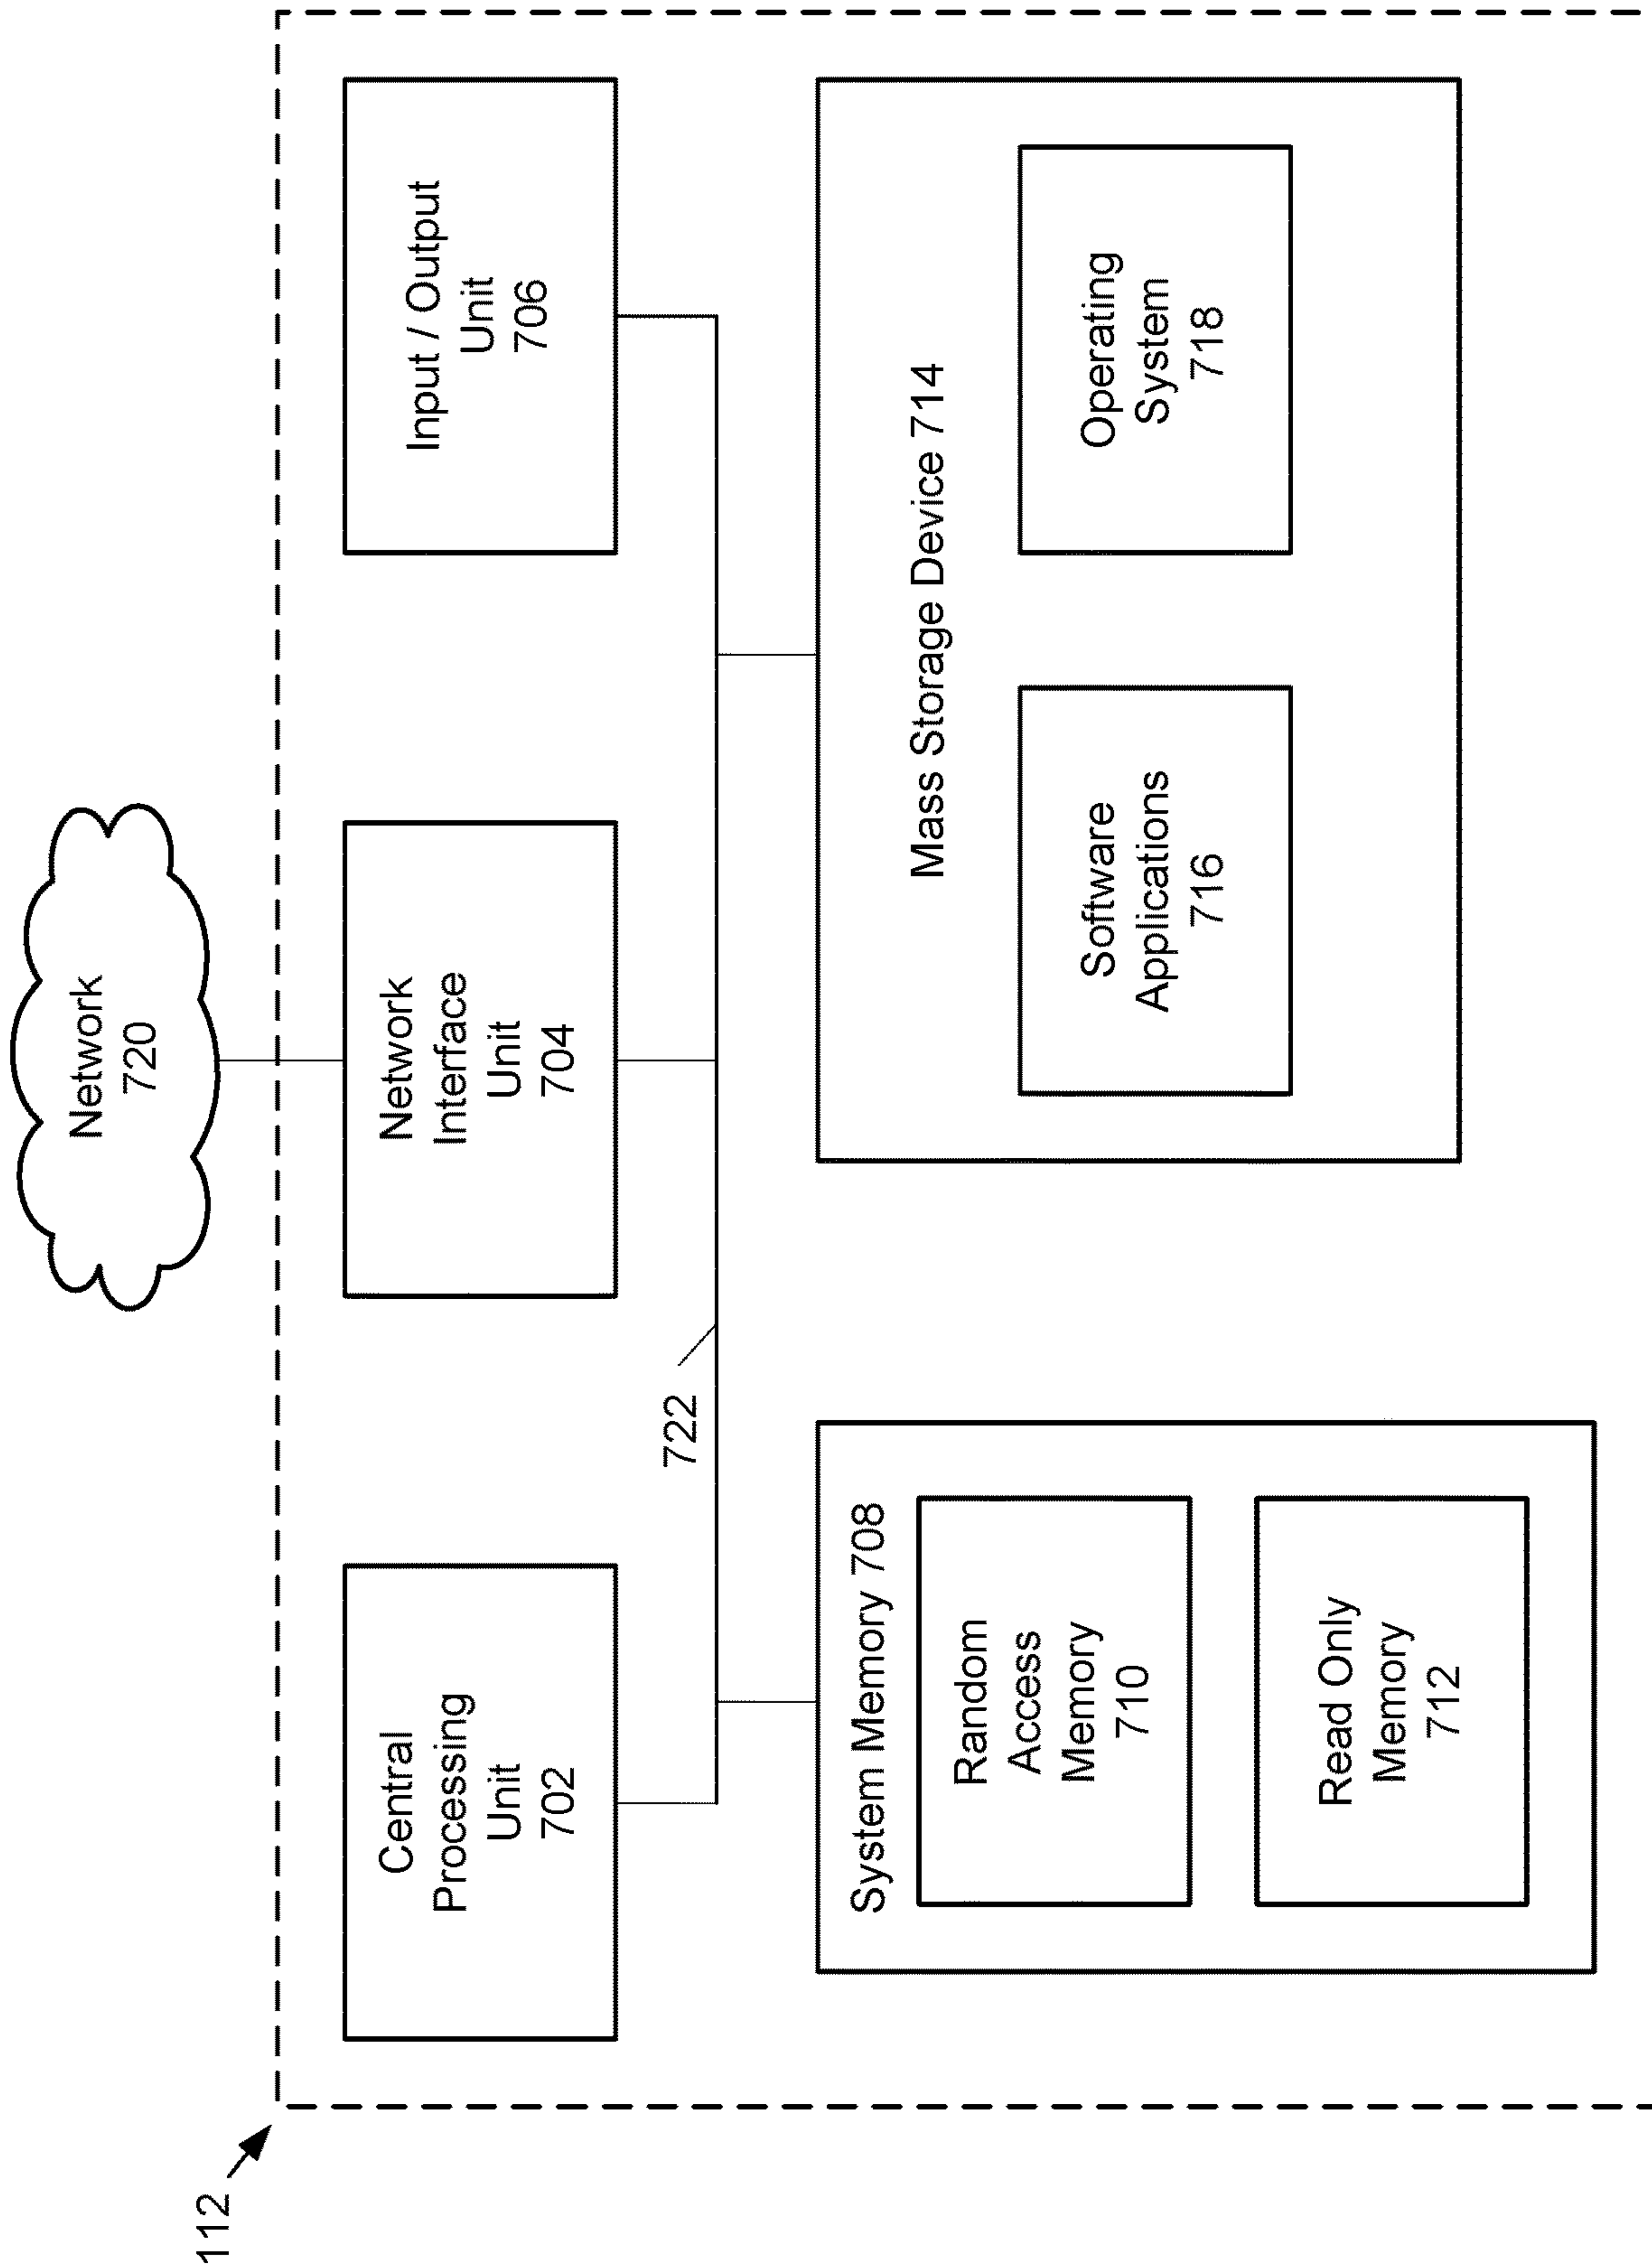 112
Network
720
Central
Processing
Unit
702
Network
Interface
Unit
704
Input / Output
Unit
706
722
System Memory 708
Random
Access
Memory
710
Read Only
Memory
712
Mass Storage Device 714
Software
Applications
716
Operating
System
718